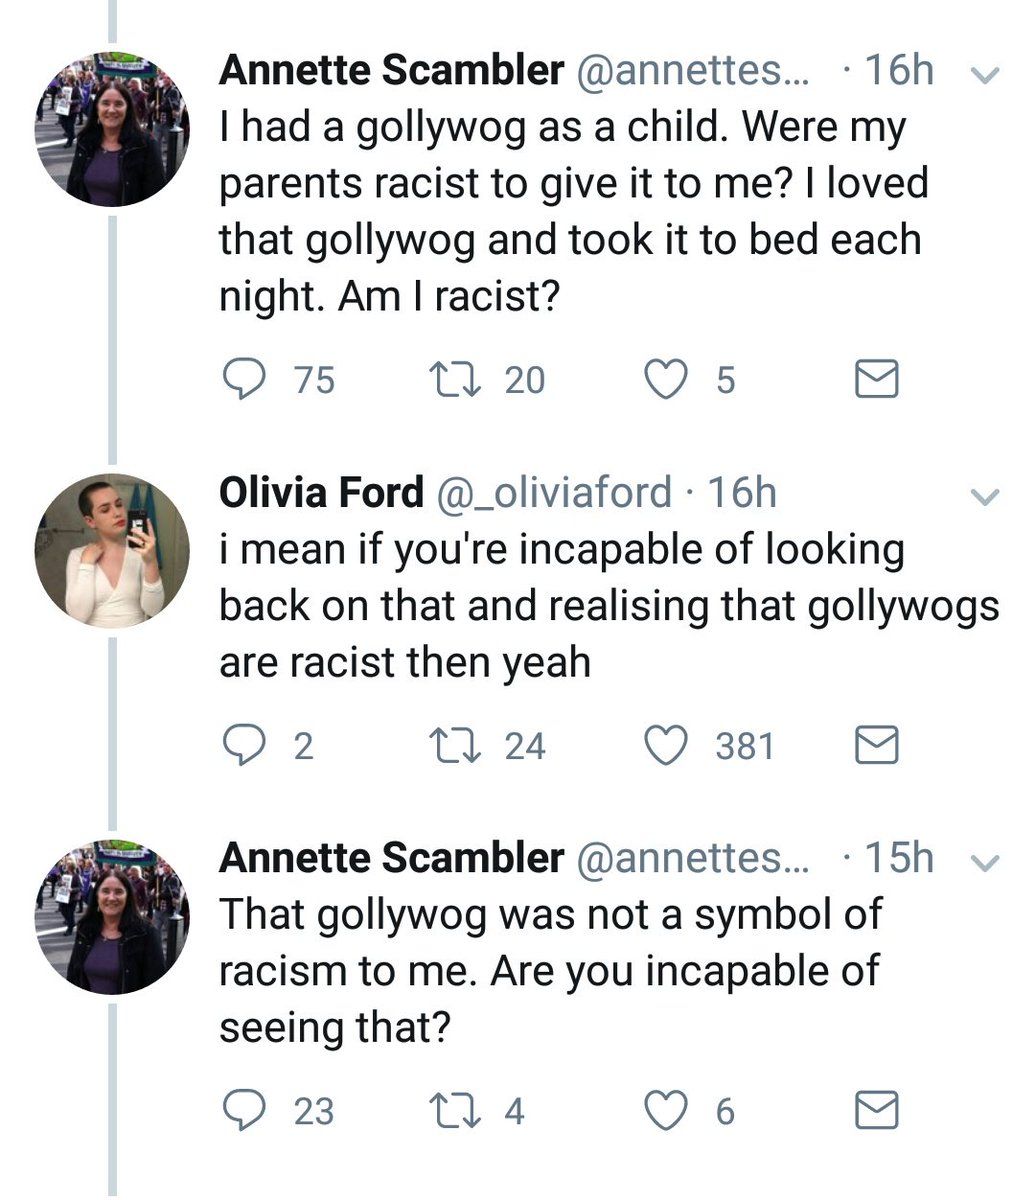 Annette Scambler @annettes... · 16h
I had a gollywog as a child. Were my
parents racist to give it to me? I loved
that gollywog and took it to bed each
night. Am I racist?
75 20 5
Olivia Ford @_oliviaford · 16h
i mean if you're incapable of looking
back on that and realising that gollywogs
are racist then yeah
2 24 381
Annette Scambler @annettes... · 15h
That gollywog was not a symbol of
racism to me. Are you incapable of
seeing that?
23 4 6